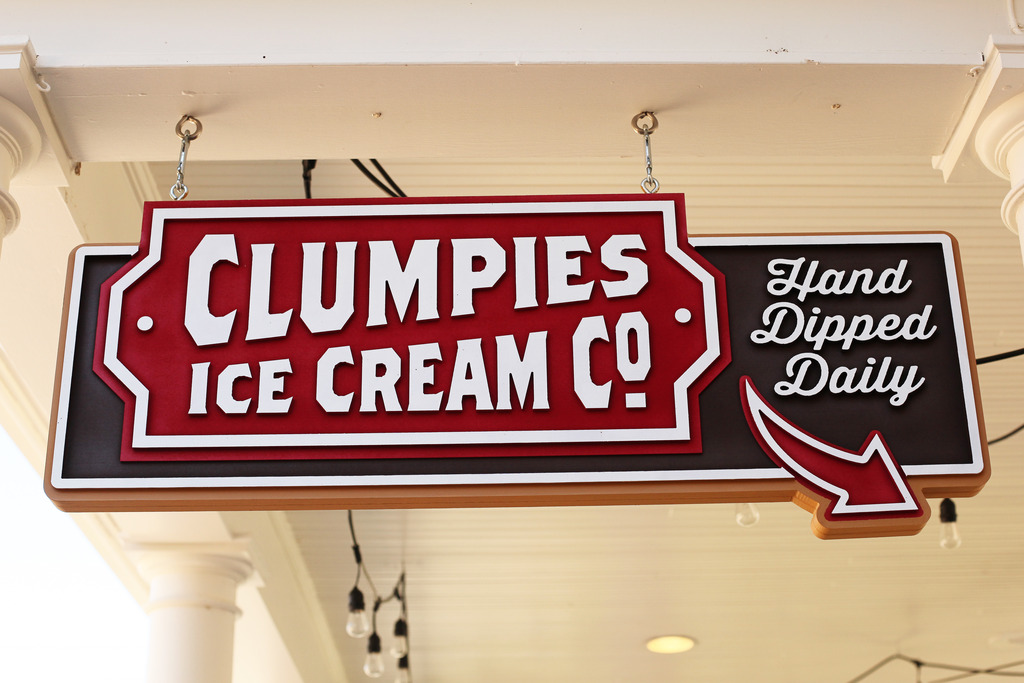 CLUMPIES
ICE CREAM CO
Hand
Dipped
Daily